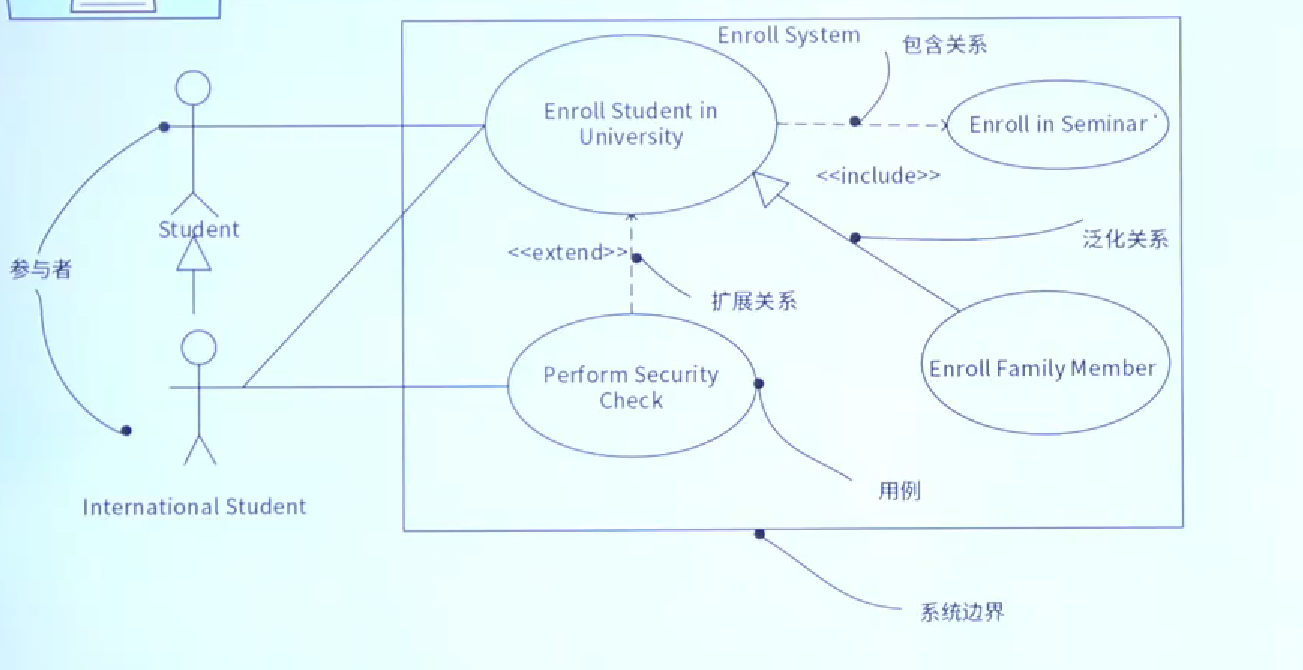 Enroll System
包含关系
Enroll Student in
University
Enroll in Seminar
<<include>>
Student
<<extend>>
泛化关系
参与者
扩展关系
Perform Security
Check
Enroll Family Member
用例
International Student
系统边界